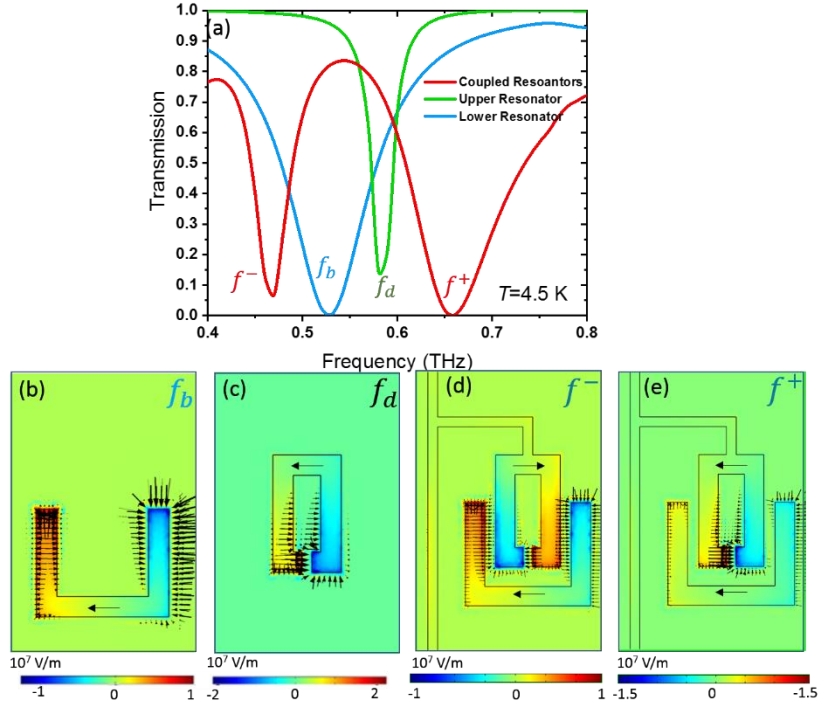 (a)
Transmission
1.0
0.9
0.8
0.7
0.6
0.5
0.4
0.3
0.2
0.1
0.0
Coupled Resoantors
Upper Resonator
Lower Resonator
f⁻
f_b
f_d
f⁺
T=4.5 K
0.4 0.5 0.6 0.7 0.8
Frequency (THz)
(b) f_b
(c) f_d
(d) f⁻
(e) f⁺
10⁷ V/m
-1 0 1
10⁷ V/m
-2 0 2
10⁷ V/m
-1 0 1
10⁷ V/m
-1.5 0 -1.5